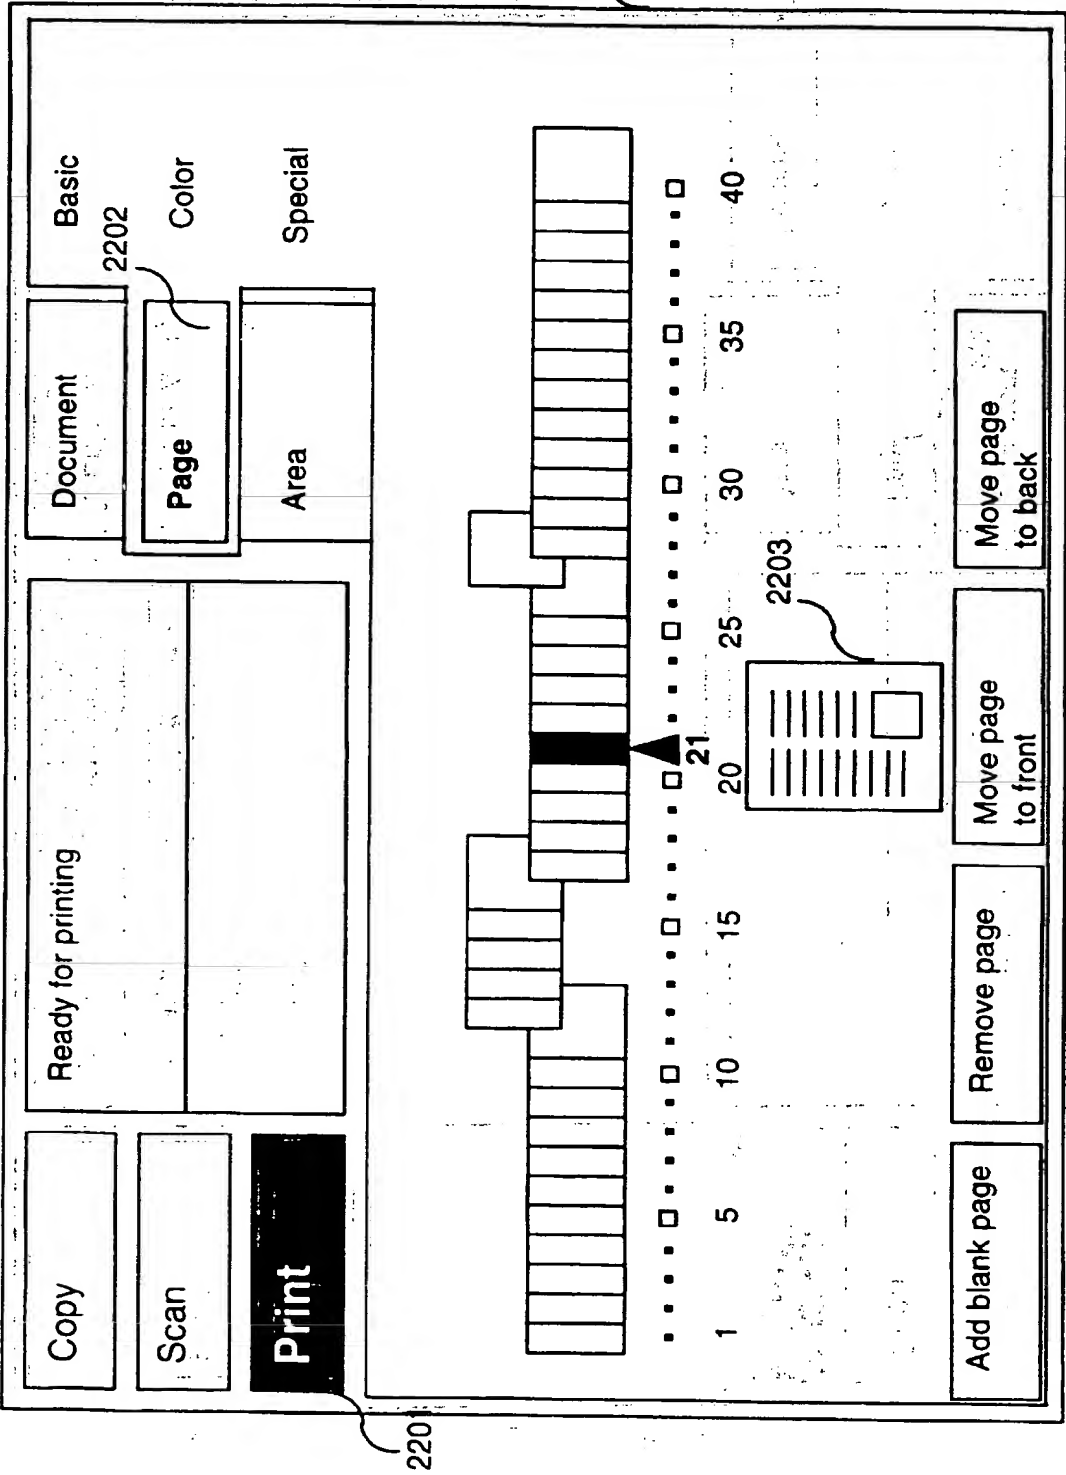 Copy
Scan
Print
2201
Ready for printing
Document
Page
Area
2202
Basic
Color
Special
1
5
10
15
20
21
25
30
35
40
2203
Add blank page
Remove page
Move page
to front
Move page
to back